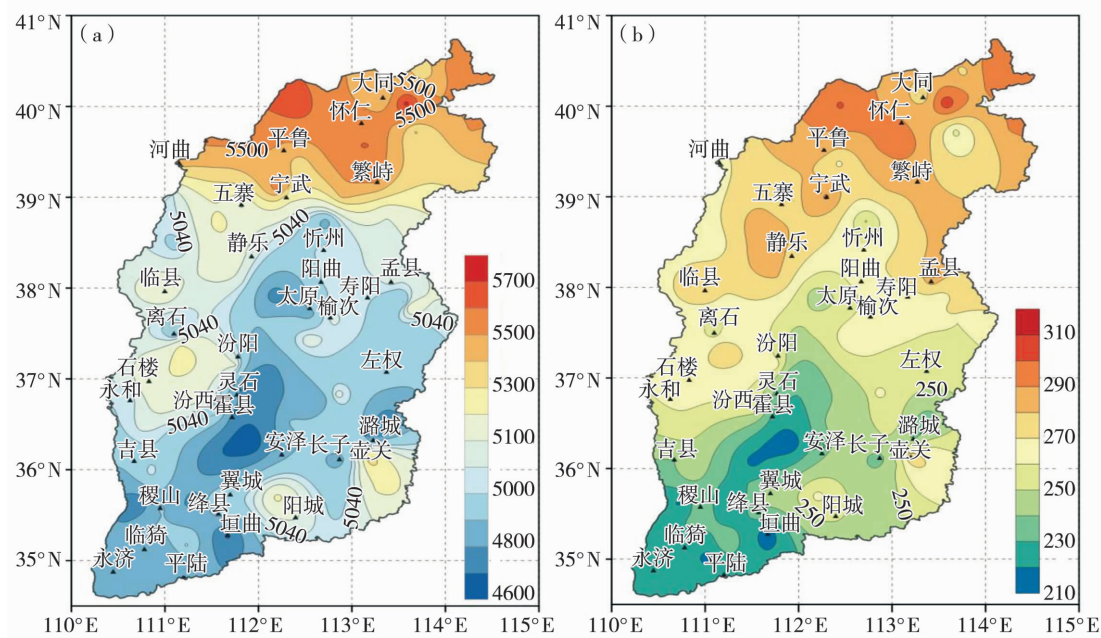 (a)
41°N
40°N
39°N
38°N
37°N
36°N
35°N
110°E
111°E
112°E
113°E
114°E
115°E
大同
5500
怀仁
5500
平鲁
河曲
5500
繁峙
宁武
五寨
5040
5040
静乐
忻州
临县
阳曲
孟县
寿阳
太原
榆次
离石
5040
5040
汾阳
左权
石楼
永和
灵石
汾西
霍县
5040
潞城
安泽
长子
壶关
吉县
翼城
稷山
绛县
阳城
5040
5040
垣曲
临猗
永济
平陆
5700
5500
5300
5100
5000
4800
4600
(b)
大同
怀仁
平鲁
河曲
繁峙
宁武
五寨
静乐
忻州
临县
阳曲
孟县
寿阳
太原
榆次
离石
汾阳
左权
石楼
永和
灵石
250
汾西
霍县
潞城
安泽
长子
壶关
吉县
翼城
稷山
绛县
阳城
250
250
垣曲
临猗
永济
平陆
310
290
270
250
230
210
110°E
111°E
112°E
113°E
114°E
115°E